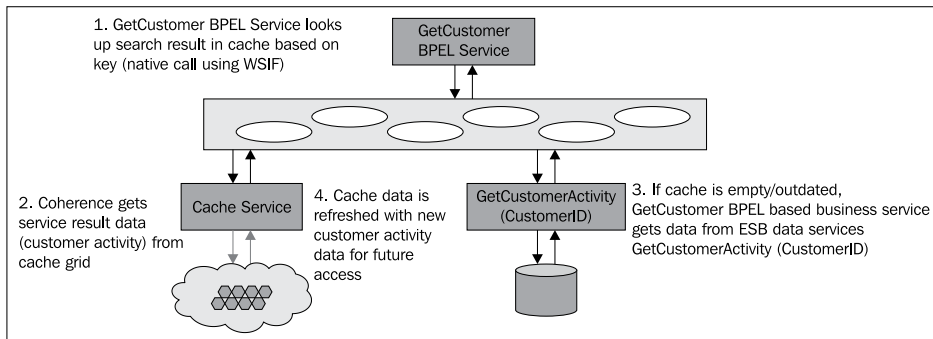 1. GetCustomer BPEL Service looks
up search result in cache based on
key (native call using WSIF)
GetCustomer
BPEL Service
2. Coherence gets
service result data
(customer activity) from
cache grid
Cache Service
4. Cache data is
refreshed with new
customer activity
data for future
access
GetCustomerActivity
(CustomerID)
3. If cache is empty/outdated,
GetCustomer BPEL based business service
gets data from ESB data services
GetCustomerActivity (CustomerID)